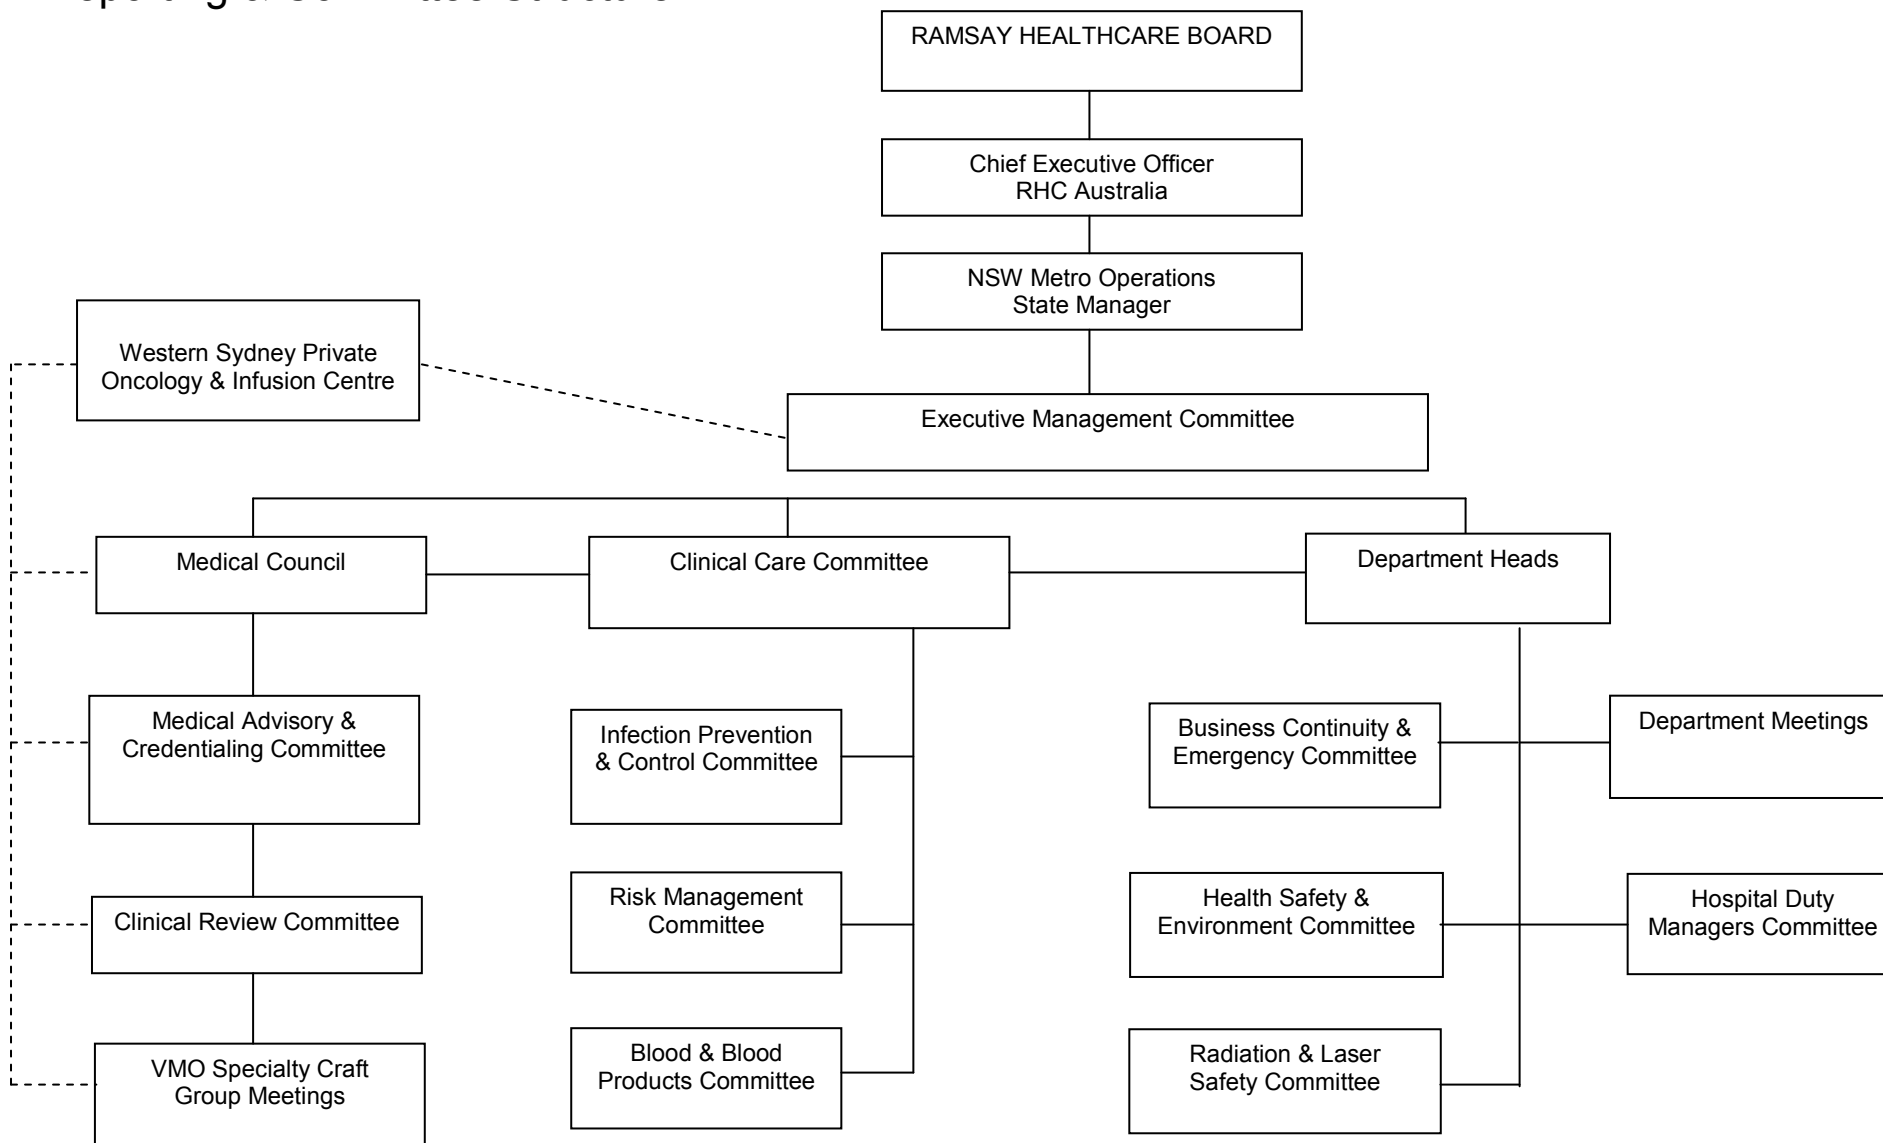 RAMSAY HEALTHCARE BOARD
Chief Executive Officer
RHC Australia
NSW Metro Operations
State Manager
Western Sydney Private
Oncology & Infusion Centre
Executive Management Committee
Medical Council
Clinical Care Committee
Department Heads
Medical Advisory &
Credentialing Committee
Infection Prevention
& Control Committee
Business Continuity &
Emergency Committee
Department Meetings
Clinical Review Committee
Risk Management
Committee
Health Safety &
Environment Committee
Hospital Duty
Managers Committee
VMO Specialty Craft
Group Meetings
Blood & Blood
Products Committee
Radiation & Laser
Safety Committee